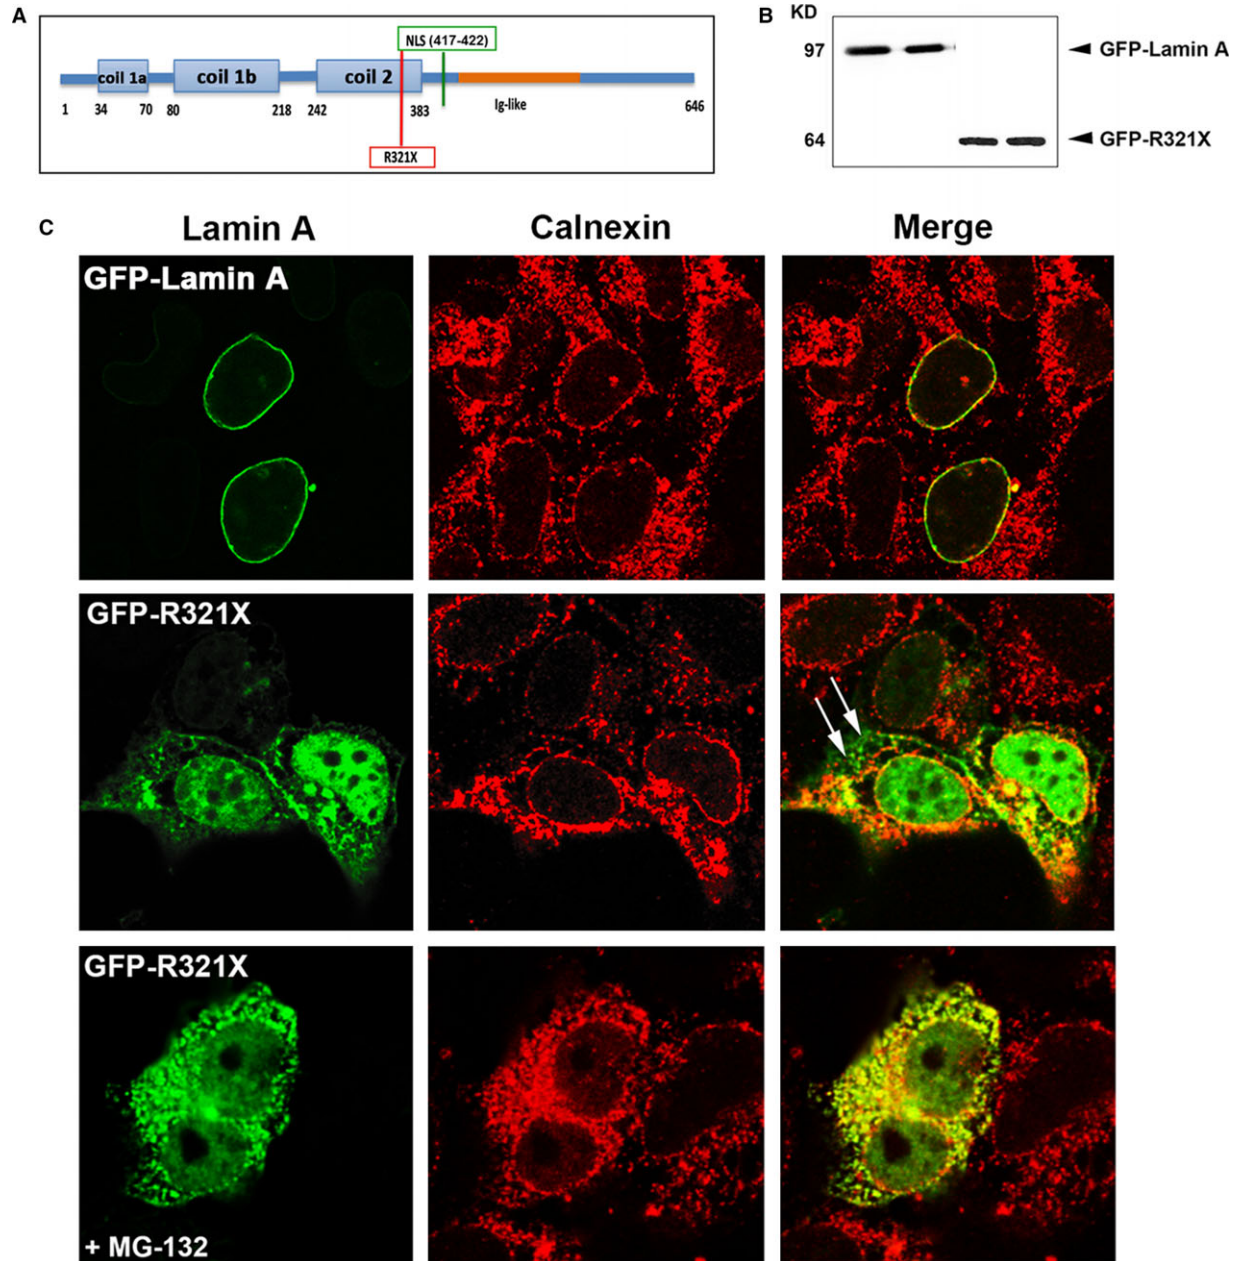 A
NLS (417-422)
coil 1a
coil 1b
coil 2
1 34 70 80 218 242 383 Ig-like 646
R321X
B KD
97 GFP-Lamin A
64 GFP-R321X
C Lamin A Calnexin Merge
GFP-Lamin A
GFP-R321X
GFP-R321X
+ MG-132